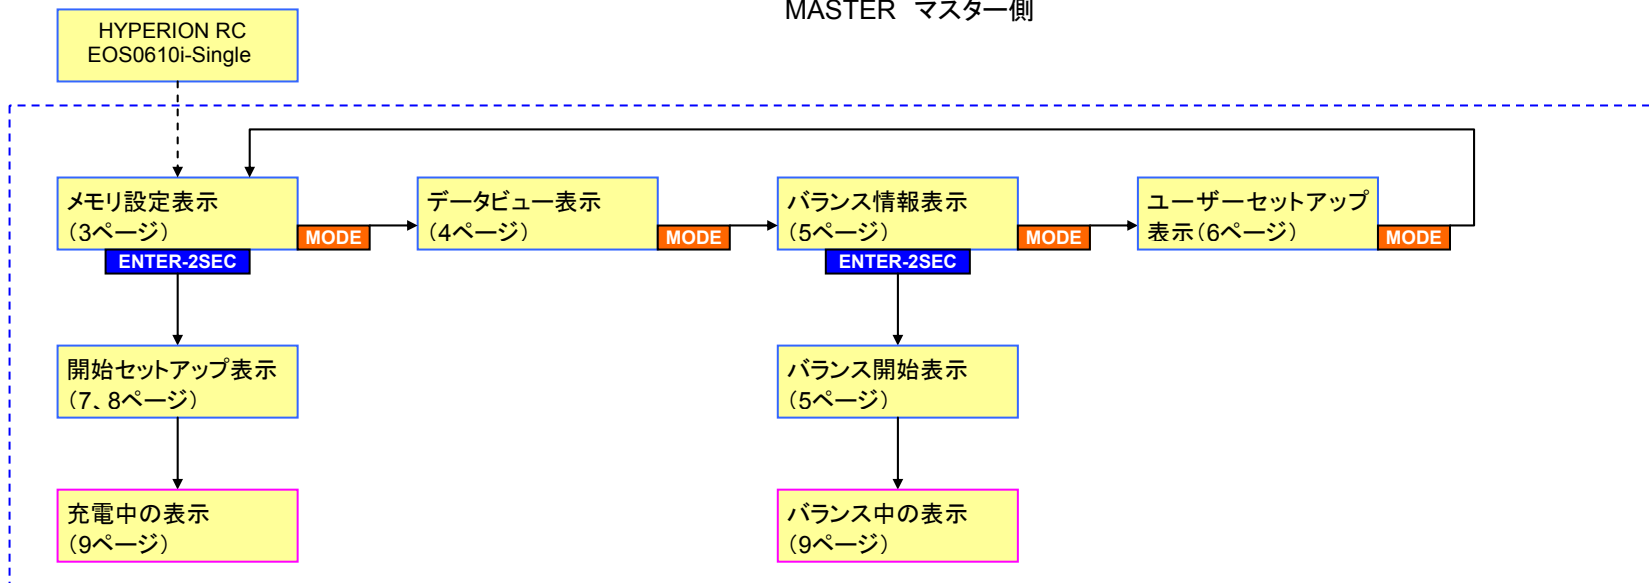 MASTER マスター側
HYPERION RC
EOS0610i-Single
メモリ設定表示
(3ページ)
MODE
ENTER-2SEC
データビュー表示
(4ページ)
MODE
バランス情報表示
(5ページ)
MODE
ENTER-2SEC
ユーザーセットアップ
表示(6ページ)
MODE
開始セットアップ表示
(7、8ページ)
バランス開始表示
(5ページ)
充電中の表示
(9ページ)
バランス中の表示
(9ページ)